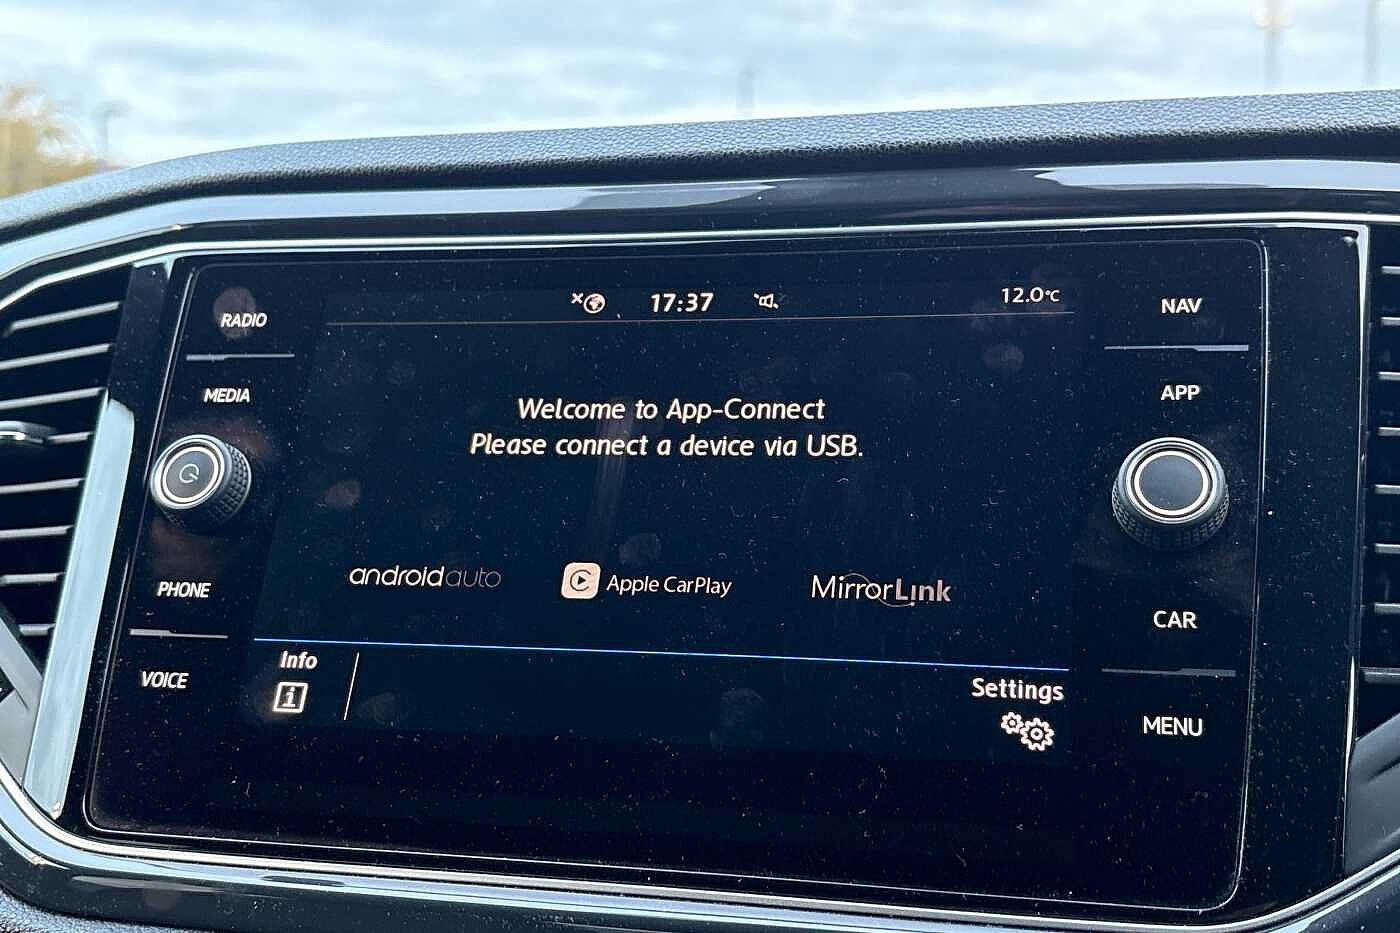 17:37
12.0°C
RADIO
MEDIA
PHONE
VOICE
Welcome to App-Connect
Please connect a device via USB.
androidauto
Apple CarPlay
MirrorLink
Info
Settings
NAV
APP
CAR
MENU